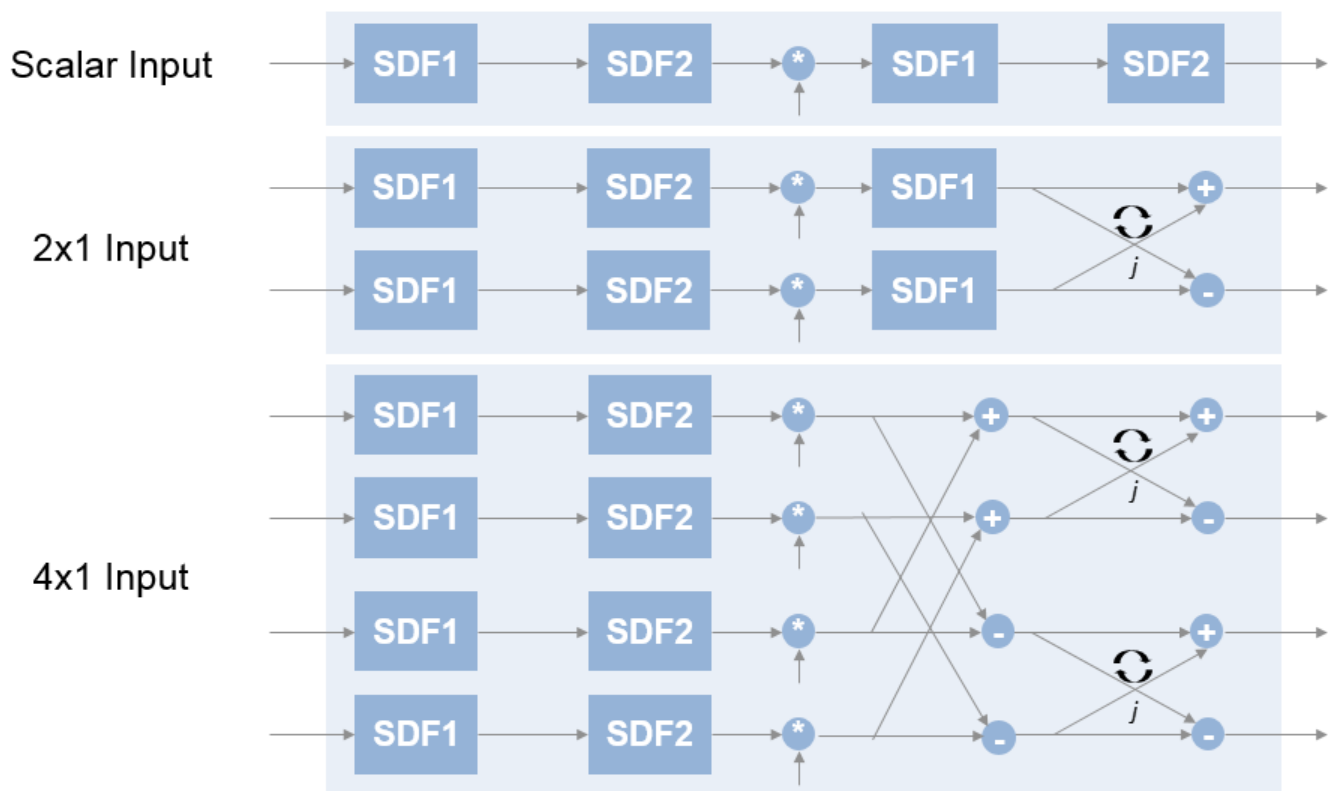 Scalar Input SDF1 SDF2 * SDF1 SDF2
SDF1 SDF2 * SDF1 +
2x1 Input
j
SDF1 SDF2 * SDF1 -
SDF1 SDF2 * + +
j
SDF1 SDF2 * + -
4x1 Input
SDF1 SDF2 * - +
j
SDF1 SDF2 * - -